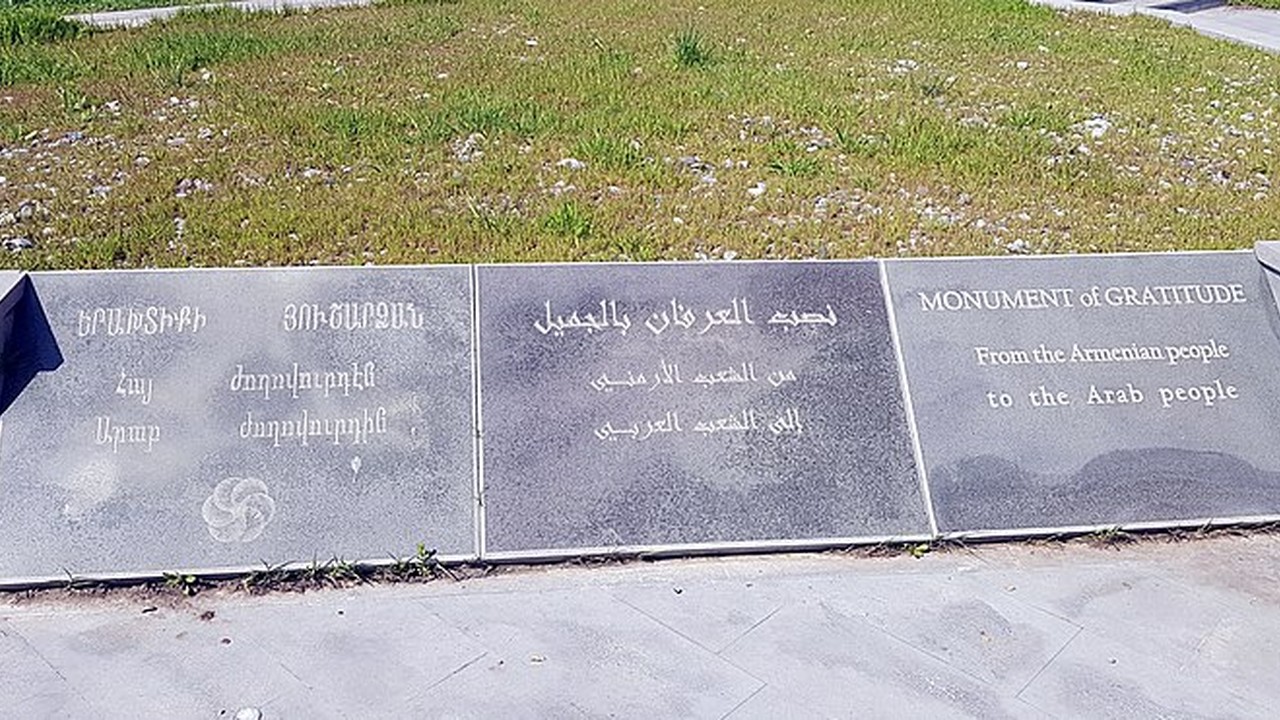 ԵՐԱԽՏԻՔԻ ՅՈՒՇԱՐՁԱՆ
Հայ ժողովուրդէն
Արաբ ժողովուրդին
نصب العرفان بالجميل
من الشعب الأرمني
إلى الشعب العربي
MONUMENT of GRATITUDE
From the Armenian people
to the Arab people